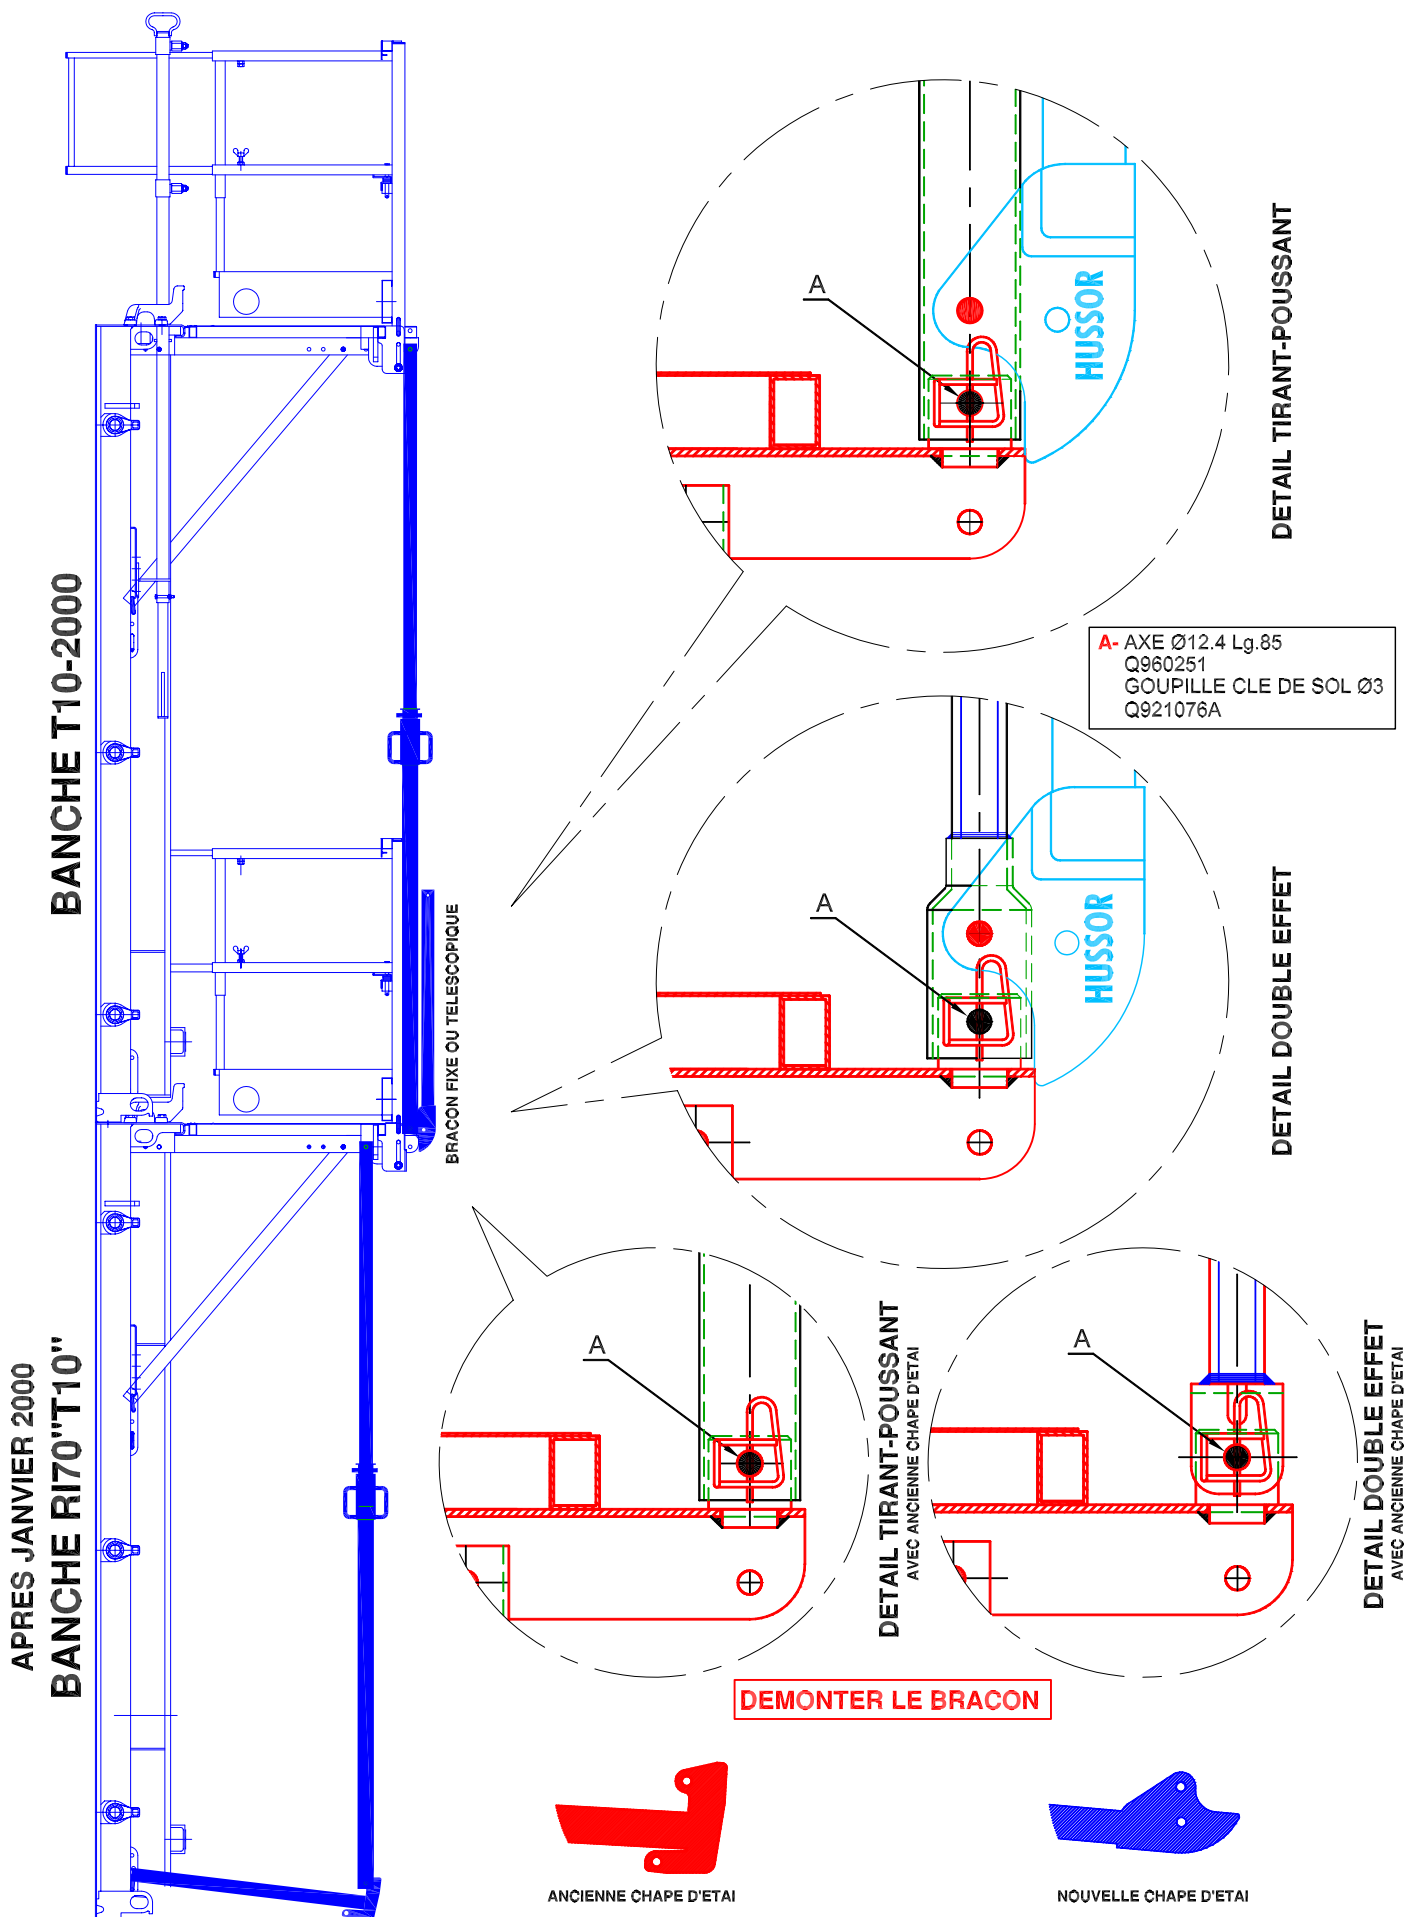 HUSSOR
DETAIL TIRANT-POUSSANT
A
A- AXE Ø12.4 Lg.85
Q960251
GOUPILLE CLE DE SOL Ø3
Q921076A
BANCHE T10-2000
HUSSOR
DETAIL DOUBLE EFFET
A
BRACON FIXE OU TELESCOPIQUE
APRES JANVIER 2000
BANCHE RI70"T10"
A
DETAIL TIRANT-POUSSANT
AVEC ANCIENNE CHAPE D'ETAI
A
DETAIL DOUBLE EFFET
AVEC ANCIENNE CHAPE D'ETAI
DEMONTER LE BRACON
ANCIENNE CHAPE D'ETAI
NOUVELLE CHAPE D'ETAI